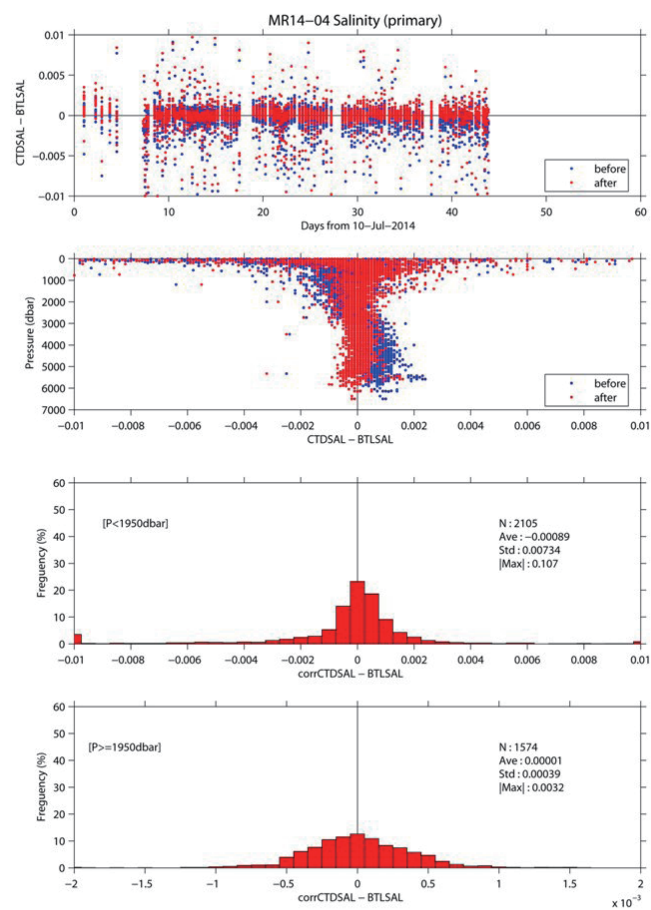 MR14−04 Salinity (primary)
0.01
0.005
0
−0.005
−0.01
CTDSAL − BTLSAL
before
after
0 10 20 30 40 50 60
Days from 10−Jul−2014
0
1000
2000
3000
4000
5000
6000
7000
Pressure (dbar)
before
after
−0.01 −0.008 −0.006 −0.004 −0.002 0 0.002 0.004 0.006 0.008 0.01
CTDSAL − BTLSAL
60
50
40
30
20
10
0
Frequency (%)
[P<1950dbar]
N : 2105
Ave : −0.00089
Std : 0.00734
|Max| : 0.107
−0.01 −0.008 −0.006 −0.004 −0.002 0 0.002 0.004 0.006 0.008 0.01
corrCTDSAL − BTLSAL
60
50
40
30
20
10
0
Frequency (%)
[P>=1950dbar]
N : 1574
Ave : 0.00001
Std : 0.00039
|Max| : 0.0032
−2 −1 −0.5 0 0.5 1 1.5 2
corrCTDSAL − BTLSAL
x 10⁻³